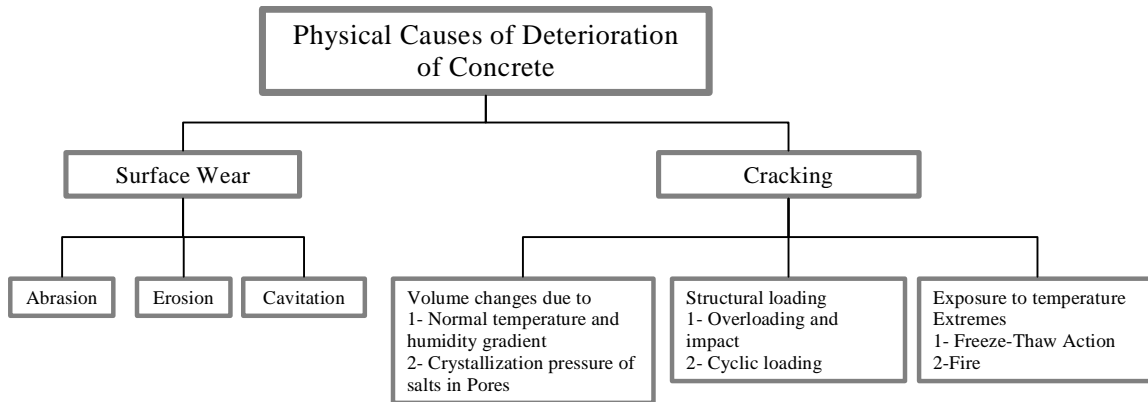 Physical Causes of Deterioration
of Concrete
Surface Wear
Cracking
Abrasion
Erosion
Cavitation
Volume changes due to
1- Normal temperature and
humidity gradient
2- Crystallization pressure of
salts in Pores
Structural loading
1- Overloading and
impact
2- Cyclic loading
Exposure to temperature
Extremes
1- Freeze-Thaw Action
2-Fire